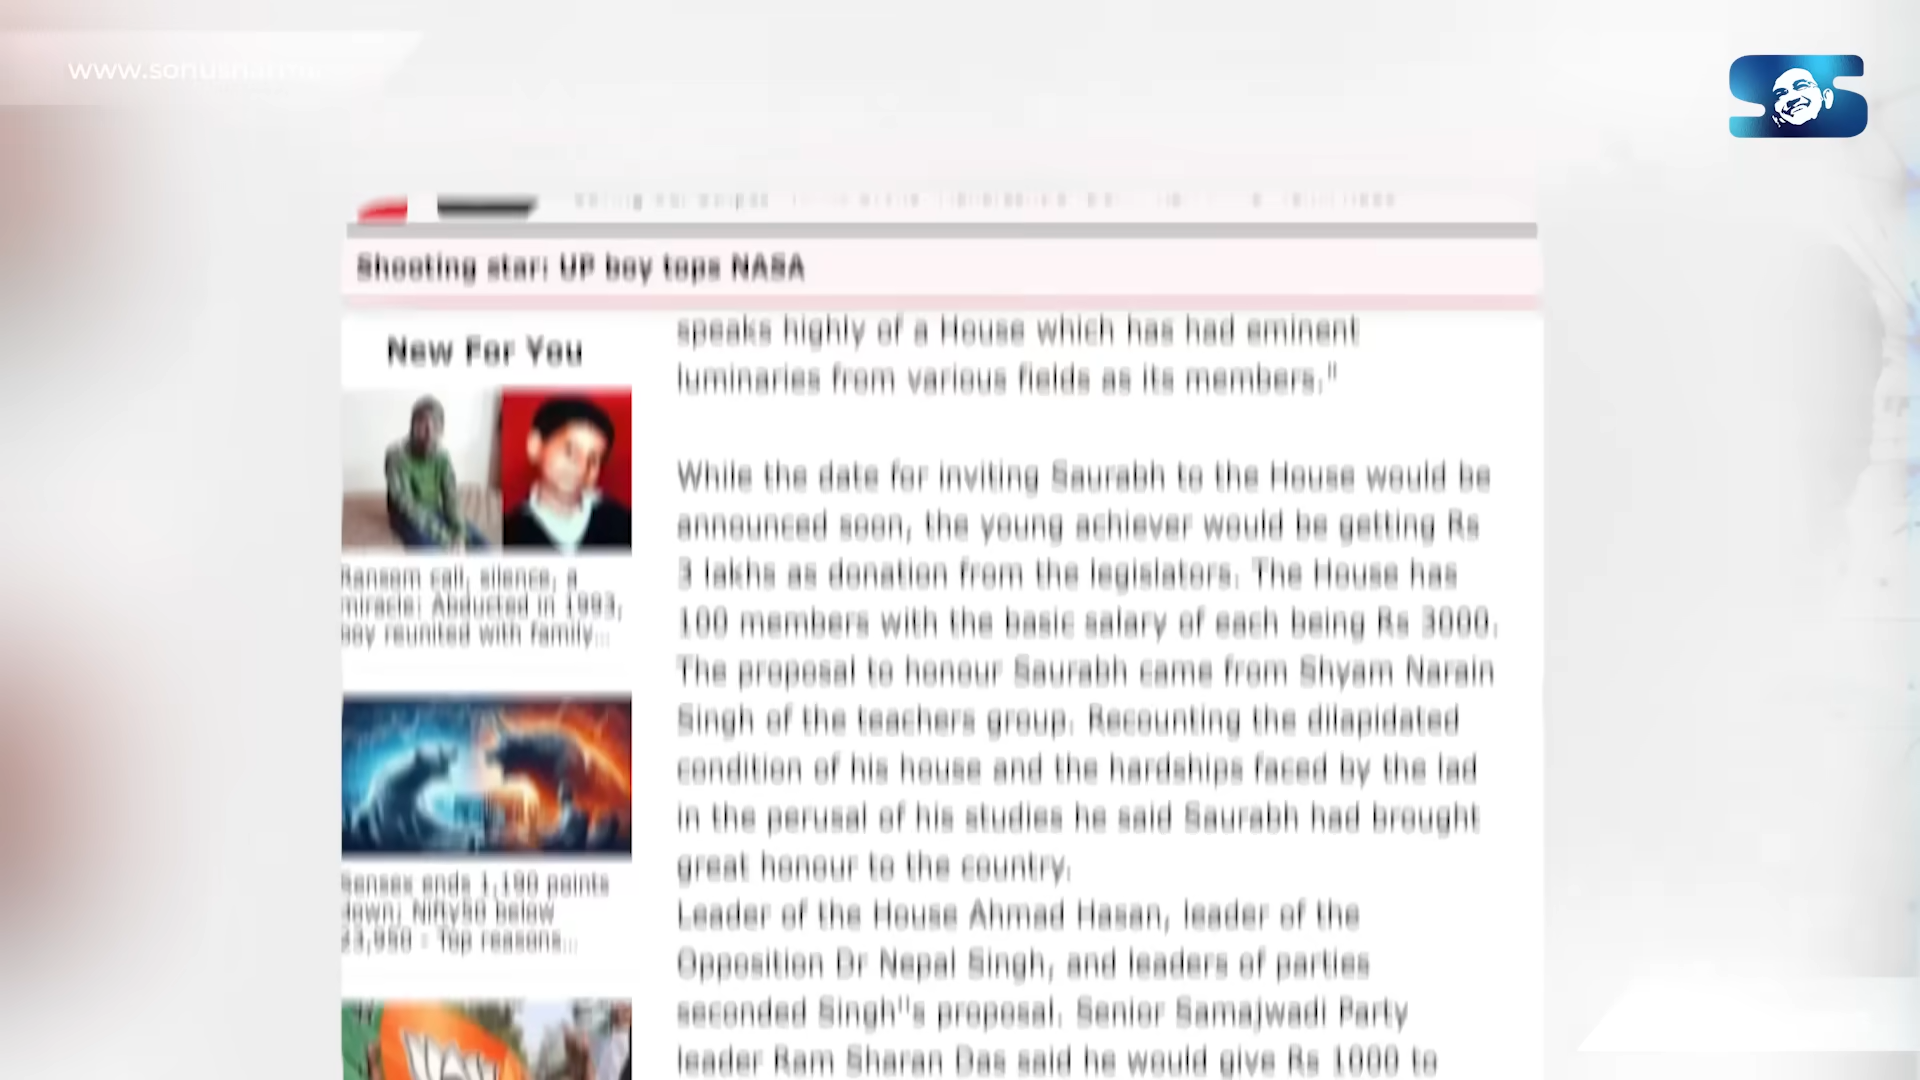 www.sonusharma
Shooting star: UP boy tops NASA
New For You
Ransom call, silence, a
miracle: Abducted in 1993,
boy reunited with family...
Sensex ends 1,190 points
down; Nifty50 below
23,950 - Top reasons...
speaks highly of a House which has had eminent
luminaries from various fields as its members."
While the date for inviting Saurabh to the House would be
announced soon, the young achiever would be getting Rs
3 lakhs as donation from the legislators. The House has
100 members with the basic salary of each being Rs 3000.
The proposal to honour Saurabh came from Shyam Narain
Singh of the teachers group. Recounting the dilapidated
condition of his house and the hardships faced by the lad
in the perusal of his studies he said Saurabh had brought
great honour to the country.
Leader of the House Ahmad Hasan, leader of the
Opposition Dr Nepal Singh, and leaders of parties
seconded Singh''s proposal. Senior Samajwadi Party
leader Ram Sharan Das said he would give Rs 1000 to